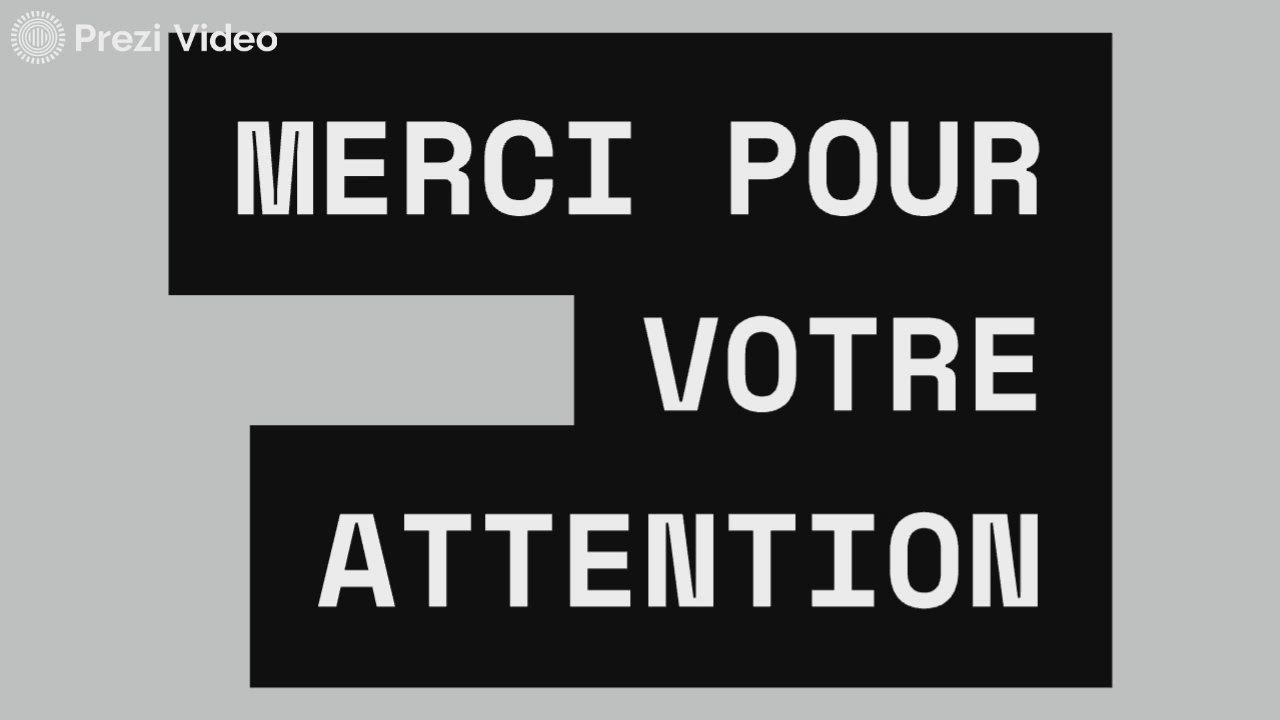 Prezi Video
MERCI POUR
VOTRE
ATTENTION